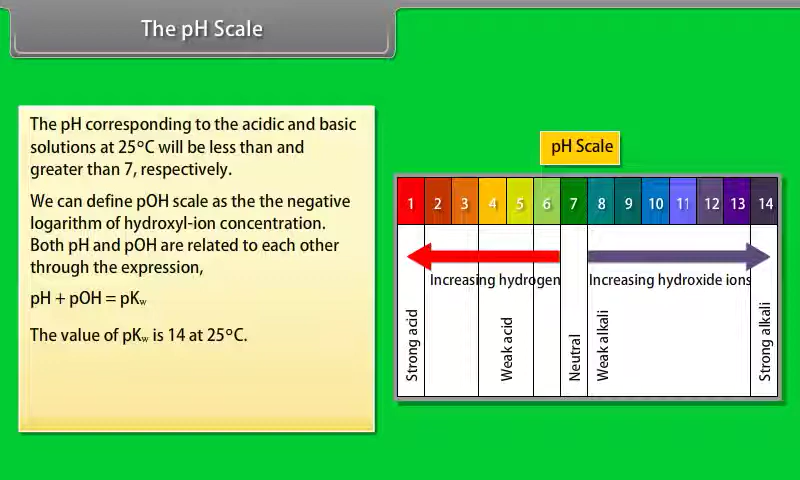 The pH Scale
The pH corresponding to the acidic and basic
solutions at 25°C will be less than and
greater than 7, respectively.
We can define pOH scale as the the negative
logarithm of hydroxyl-ion concentration.
Both pH and pOH are related to each other
through the expression,
pH + pOH = pKw
The value of pKw is 14 at 25°C.
pH Scale
1 2 3 4 5 6 7 8 9 10 11 12 13 14
Increasing hydrogen Increasing hydroxide ions
Strong acid
Weak acid
Neutral
Weak alkali
Strong alkali